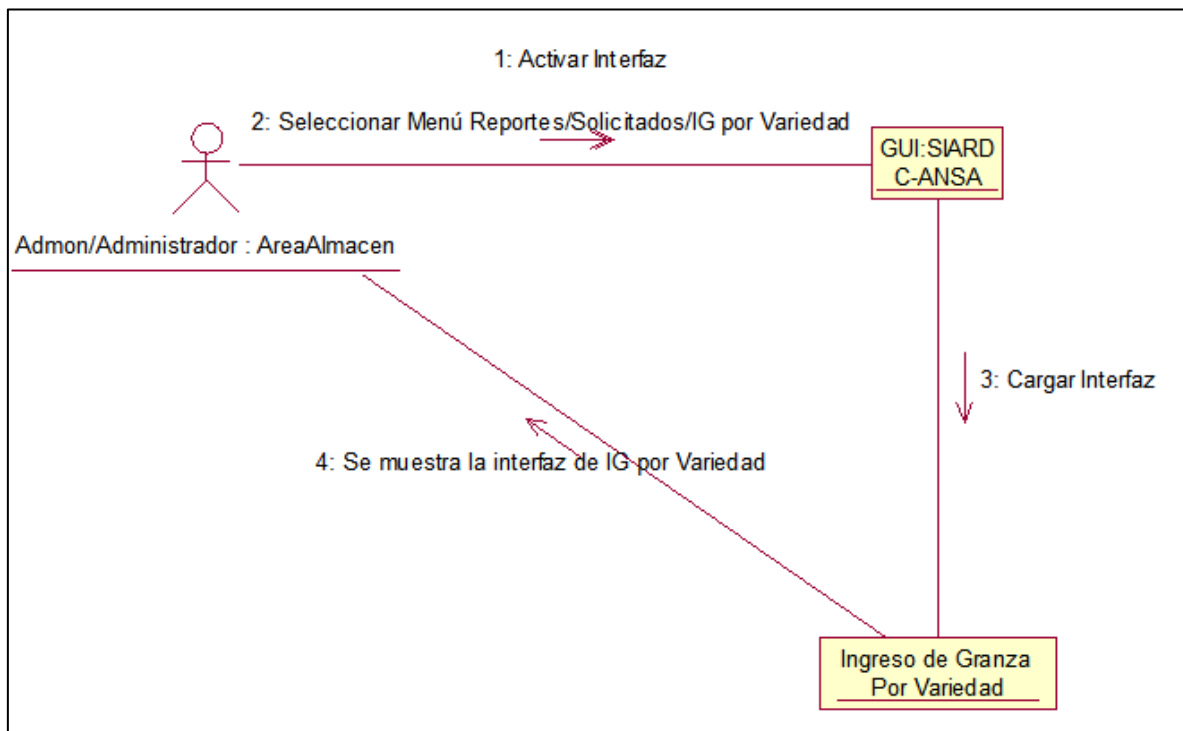 1: Activar Interfaz
2: Seleccionar Menú Reportes/Solicitados/IG por Variedad
GUI:SIARD
C-ANSA
Admon/Administrador : AreaAlmacen
3: Cargar Interfaz
4: Se muestra la interfaz de IG por Variedad
Ingreso de Granza
Por Variedad